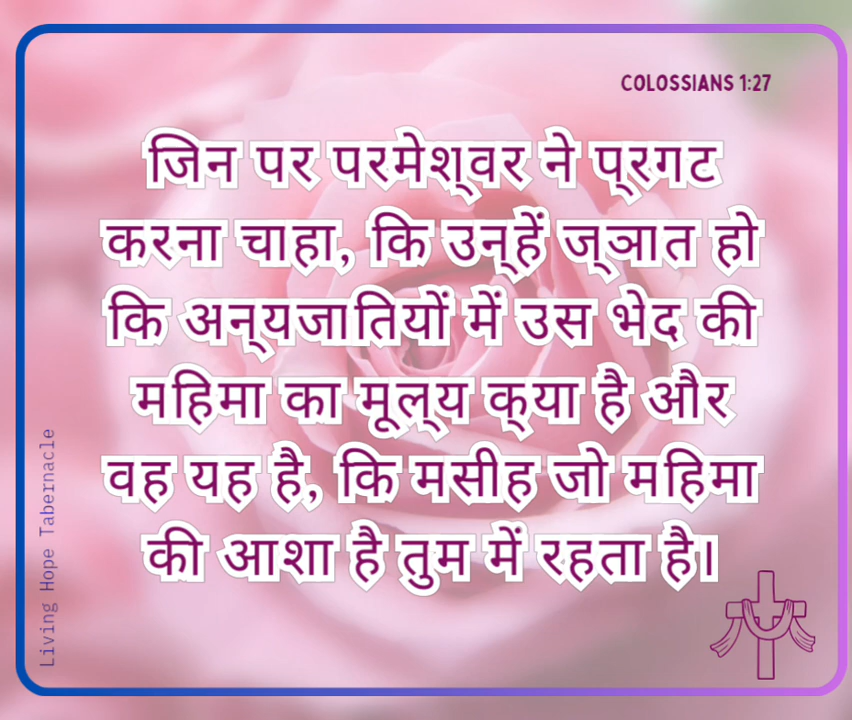 COLOSSIANS 1:27
जिन पर परमेश्वर ने प्रगट
करना चाहा, कि उन्हें ज्ञात हो
कि अन्यजातियों में उस भेद की
महिमा का मूल्य क्या है और
वह यह है, कि मसीह जो महिमा
की आशा है तुम में रहता है।
Living Hope Tabernacle